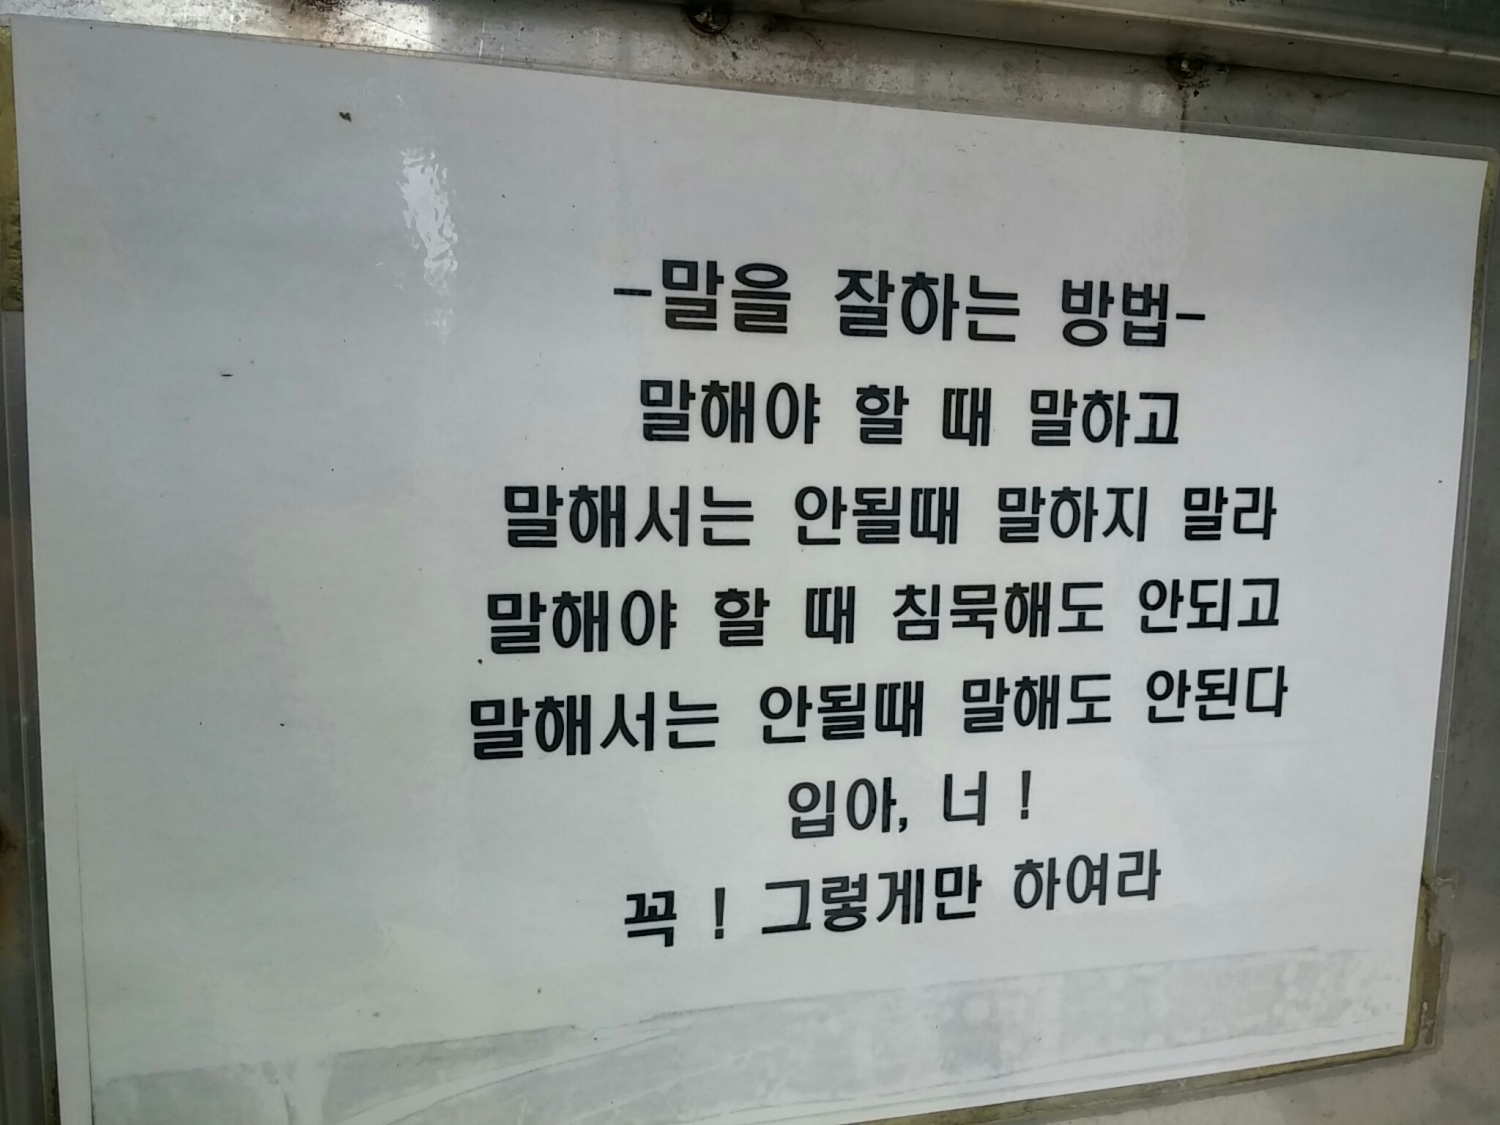 -말을 잘하는 방법-
말해야 할 때 말하고
말해서는 안될때 말하지 말라
말해야 할 때 침묵해도 안되고
말해서는 안될때 말해도 안된다
입아, 너 !
꼭 ! 그렇게만 하여라